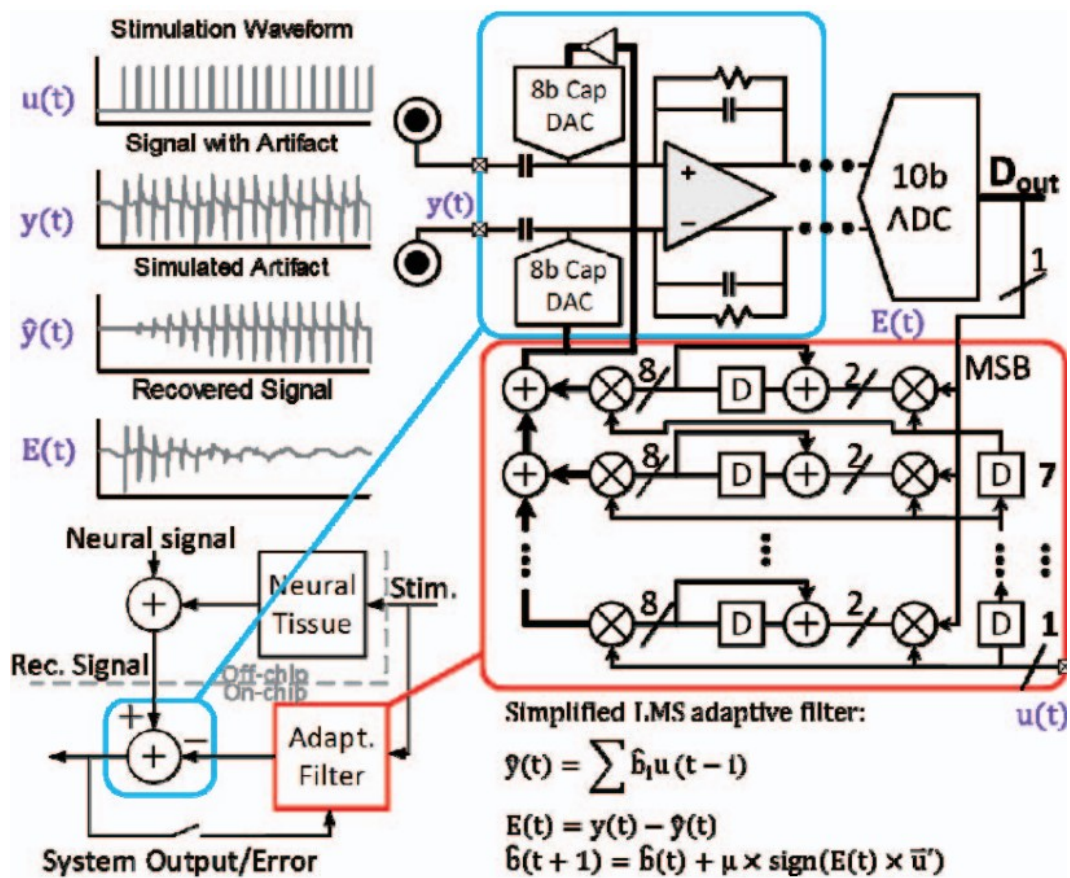 Stimulation Waveform
u(t)
Signal with Artifact
y(t)
Simulated Artifact
ŷ(t)
Recovered Signal
E(t)
8b Cap
DAC
y(t)
+
−
8b Cap
DAC
10b
ΛDC
Dout
1
E(t)
MSB
8
D
2
8
D
2
D
7
8
D
2
D
1
u(t)
Neural signal
+
Neural
Tissue
Stim.
Rec. Signal
Off-chip
On-chip
+
−
+
Adapt.
Filter
System Output/Error
Simplified LMS adaptive filter:
ŷ(t) = ∑ b̂ᵢu (t − i)
E(t) = y(t) − ŷ(t)
b̂(t + 1) = b̂(t) + μ × sign(E(t) × u⃗′)